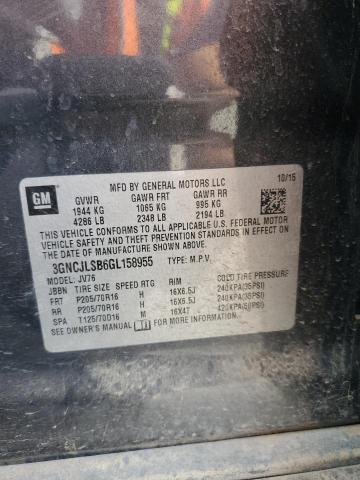 GM
MFD BY GENERAL MOTORS LLC
10/15
GVWR GAWR FRT GAWR RR
1944 KG 1065 KG 995 KG
4286 LB 2348 LB 2194 LB
THIS VEHICLE CONFORMS TO ALL APPLICABLE U.S. FEDERAL MOTOR
VEHICLE SAFETY, BUMPER, AND THEFT PREVENTION STANDARDS IN EFFECT ON
THE DATE OF MANUFACTURE SHOWN ABOVE.
3GNCJLSB6GL158955 TYPE: M.P.V.
MODEL: JV76
JBBN TIRE SIZE SPEED RTG RIM COLD TIRE PRESSURE
FRT P205/70R16 H 16X6.5J 240KPA(35PSI)
RR P205/70R16 H 16X6.5J 240KPA(35PSI)
SPA T125/70D16 M 16X4T 420KPA(60PSI)
SEE OWNER'S MANUAL FOR ADDITIONAL INFORMATION